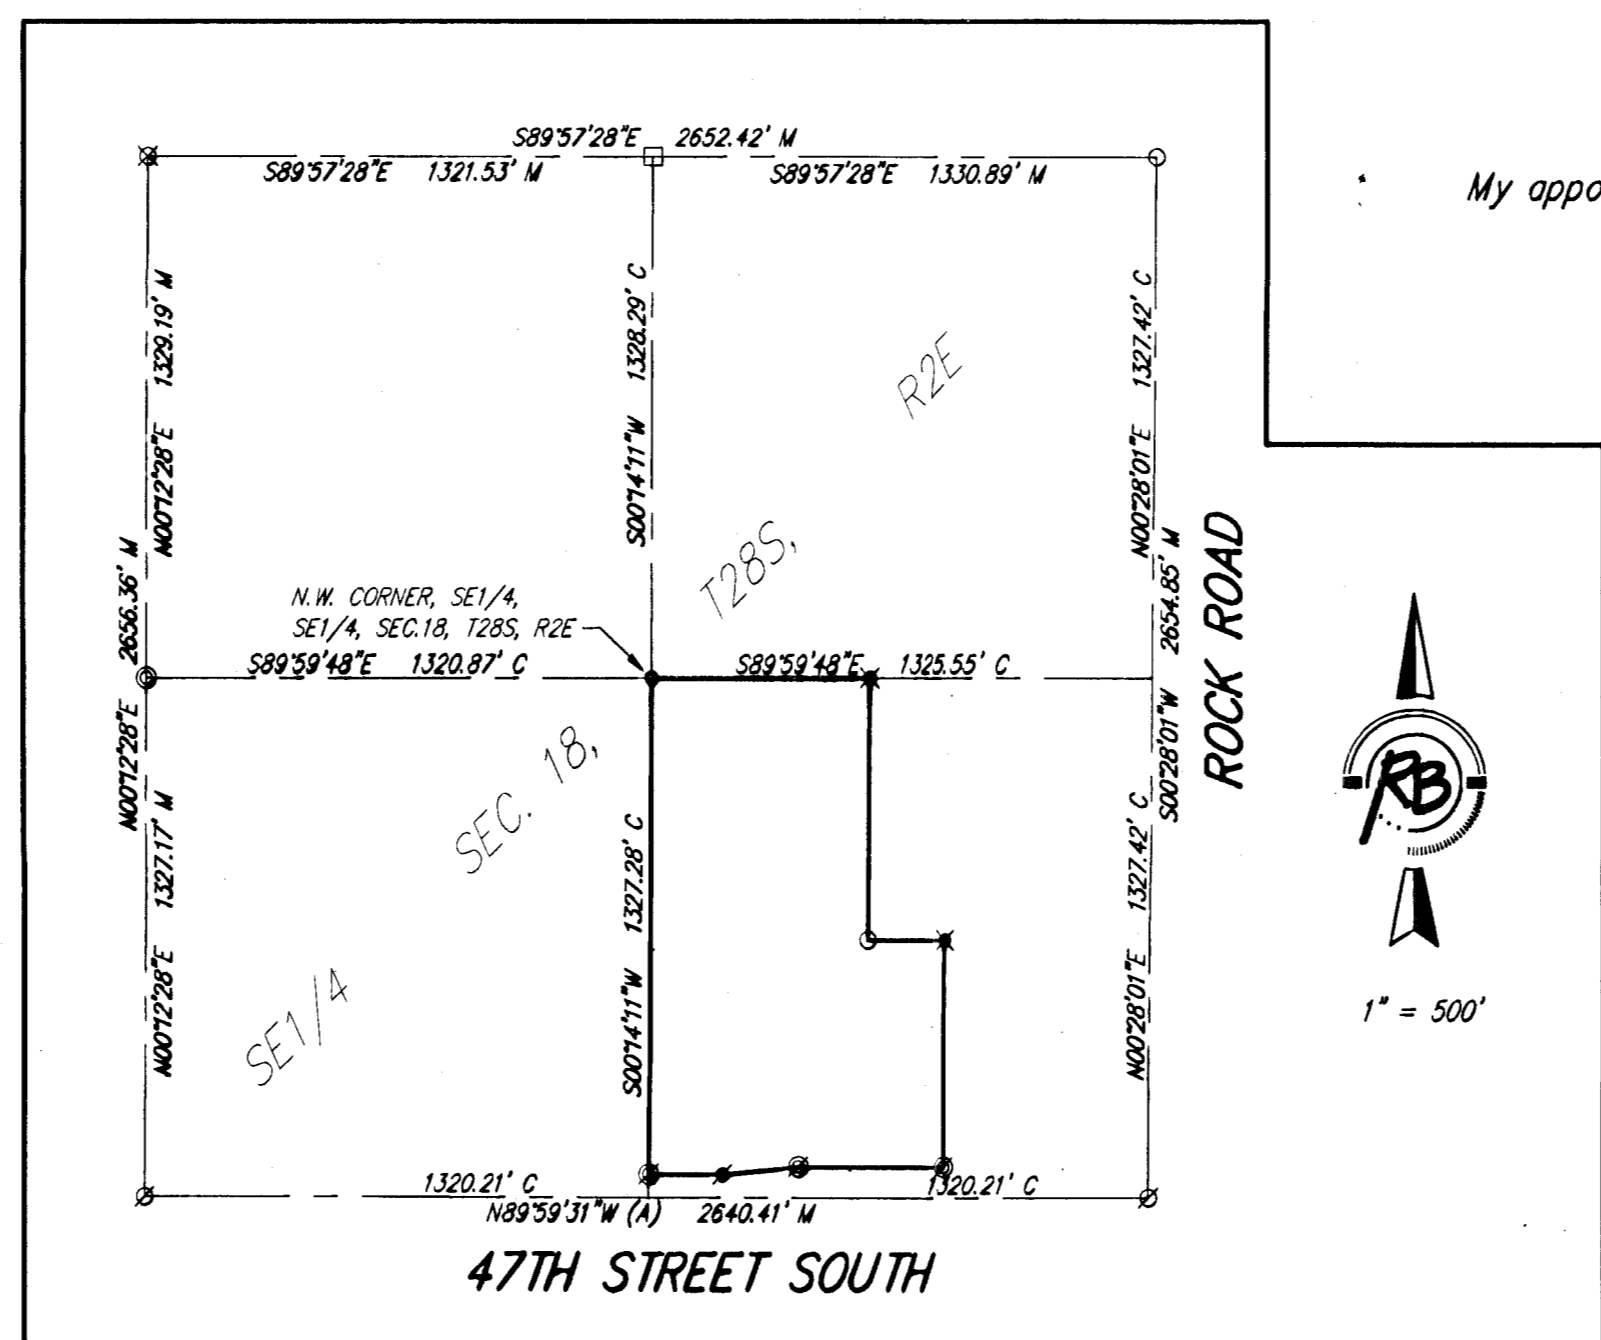 S89°57'28"E 2652.42' M
S89°57'28"E 1321.53' M
S89°57'28"E 1330.89' M
My appo
N00°12'28"E 1329.19' M
S00°14'11"W 1328.29' C
N00°28'01"E 1327.42' C
R2E
T28S,
N00°12'28"E 2656.36' M
S00°28'01"W 2654.85' M
ROCK ROAD
N.W. CORNER, SE1/4,
SE1/4, SEC.18, T28S, R2E
S89°59'48"E 1320.87' C
S89°59'48"E 1325.55' C
SEC. 18,
RB
N00°12'28"E 1327.17' M
S00°14'11"W 1327.28' C
N00°28'01"E 1327.42' C
SE1/4
1" = 500'
1320.21' C
1320.21' C
N89°59'31"W (A) 2640.41' M
47TH STREET SOUTH